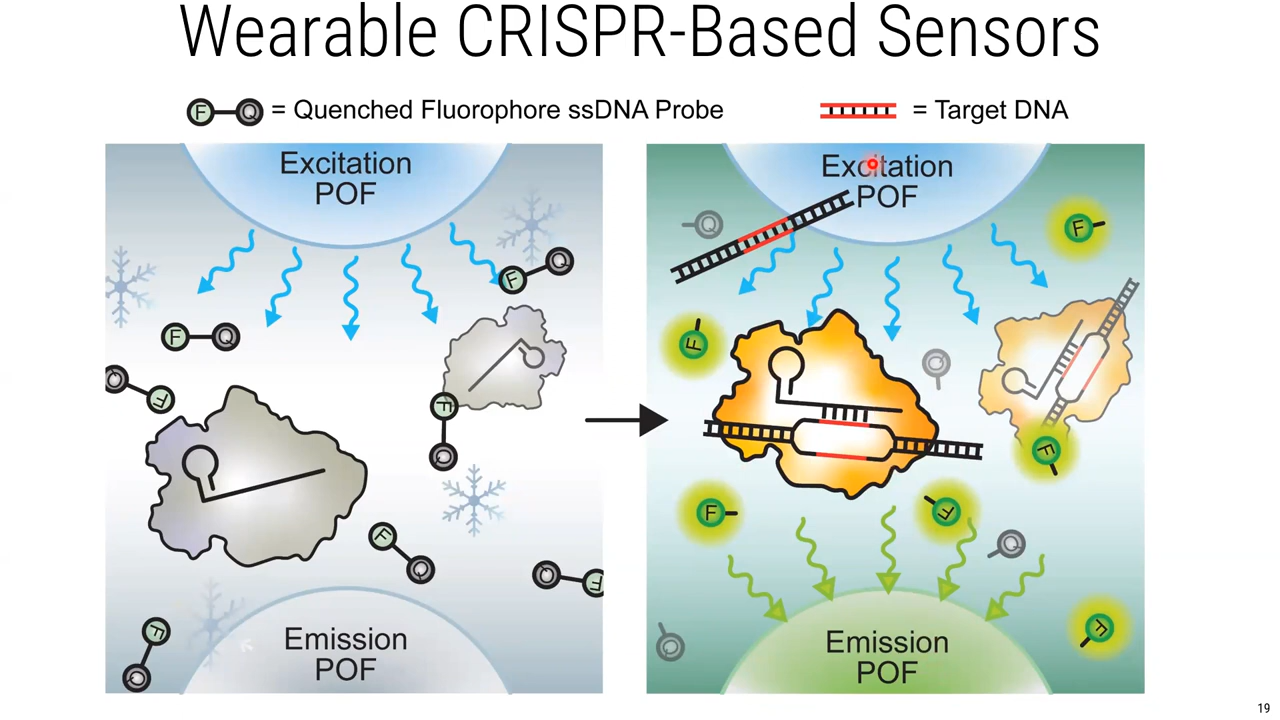 Wearable CRISPR-Based Sensors
F Q = Quenched Fluorophore ssDNA Probe
= Target DNA
Excitation
POF
F Q
F Q
Q F
F
Q
F
Q
Q F
F
Q
Emission
POF
Excitation
POF
Q
F
F
Q
F
F
F
Q
Q
F
Emission
POF
19